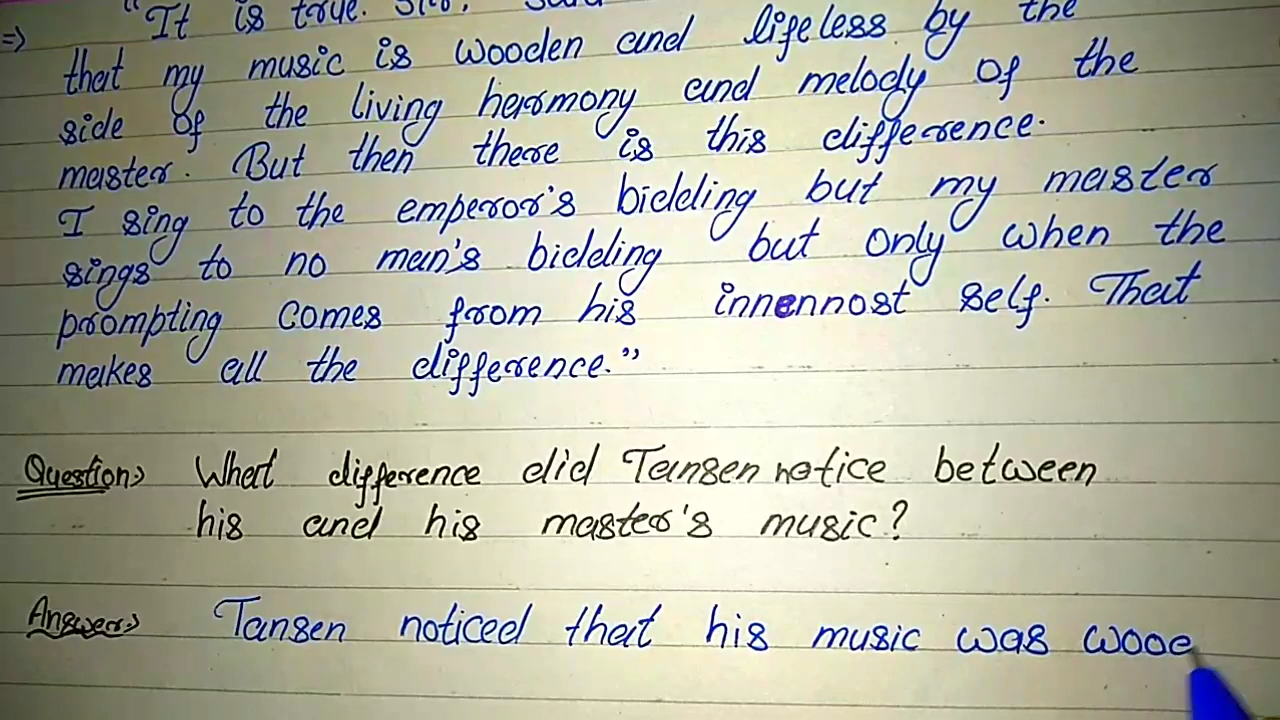 => "It is true. Sire,
that my music is wooden and lifeless by the
side of the living harmony and melody of the
master. But then there is this difference.
I sing to the emperor's bidding but my master
sings to no man's bidding but only when the
prompting comes from his innennost self. That
makes all the difference."
Question:> What difference did Tansen notice between
his and his master's music?
Answer:> Tansen noticed that his music was wooe